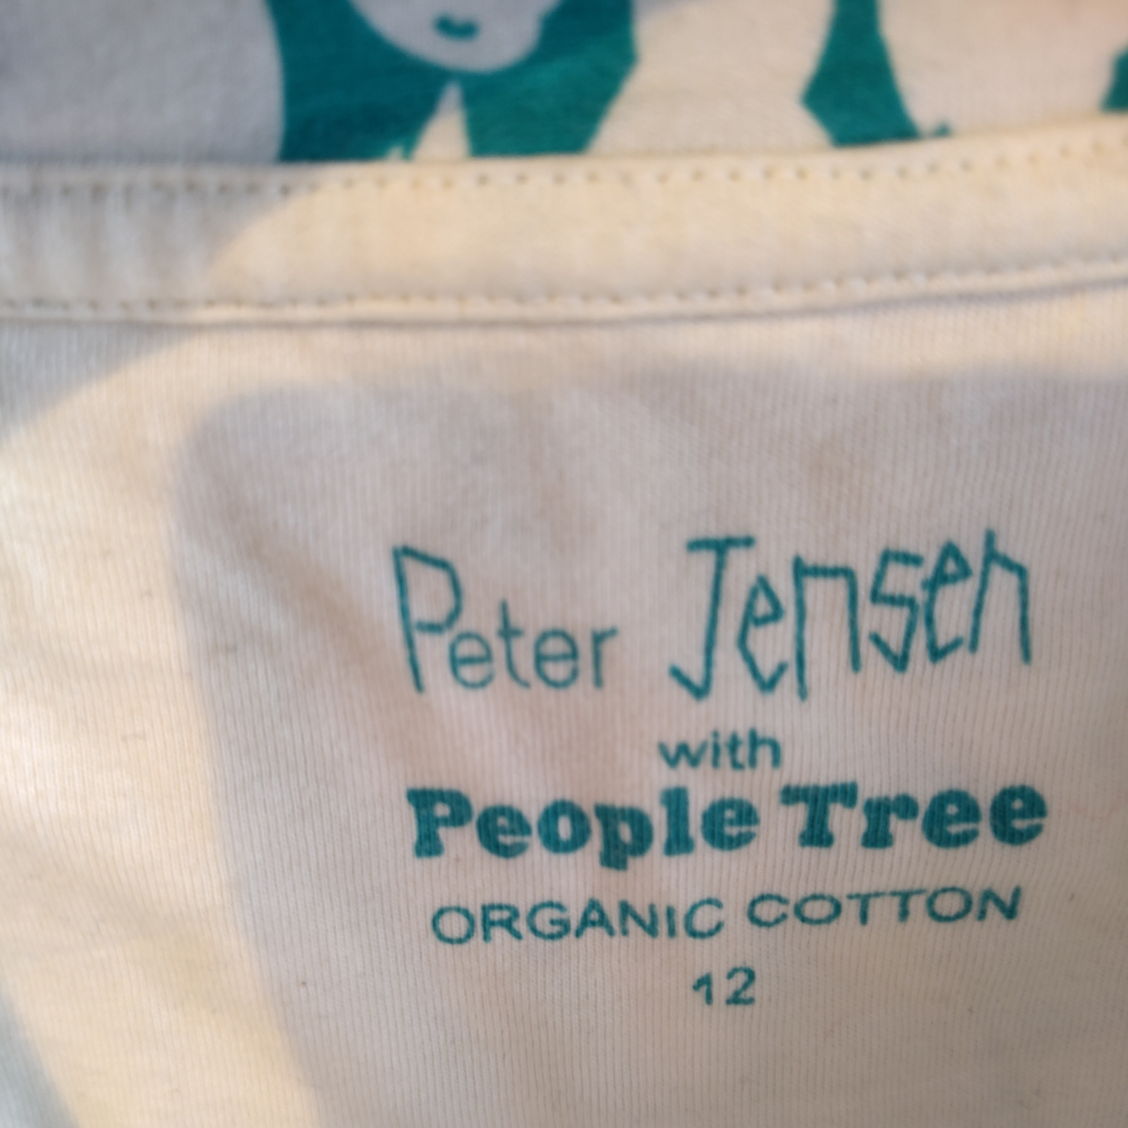 Peter Jensen
with
People Tree
ORGANIC COTTON
12